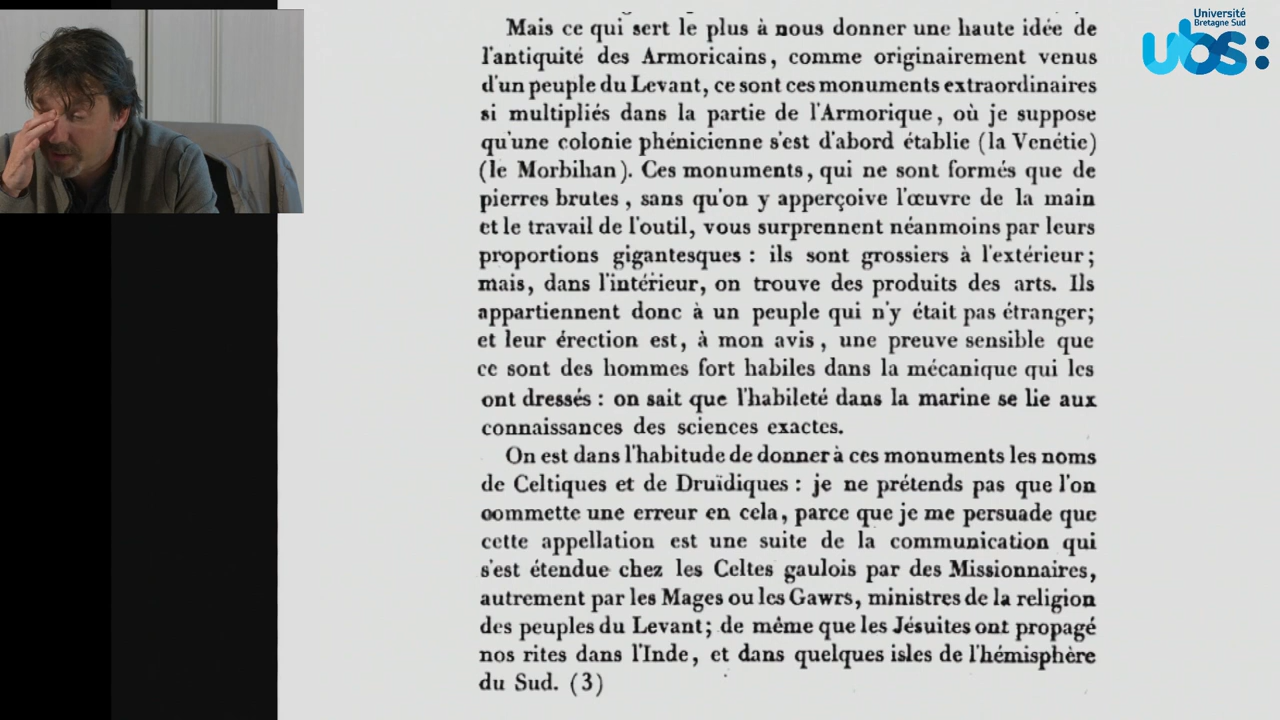 Université
Bretagne Sud
ubs:
Mais ce qui sert le plus à nous donner une haute idée de
l'antiquité des Armoricains, comme originairement venus
d'un peuple du Levant, ce sont ces monuments extraordinaires
si multipliés dans la partie de l'Armorique, où je suppose
qu'une colonie phénicienne s'est d'abord établie (la Vénétie)
(le Morbihan). Ces monuments, qui ne sont formés que de
pierres brutes, sans qu'on y apperçoive l'œuvre de la main
et le travail de l'outil, vous surprennent néanmoins par leurs
proportions gigantesques : ils sont grossiers à l'extérieur;
mais, dans l'intérieur, on trouve des produits des arts. Ils
appartiennent donc à un peuple qui n'y était pas étranger;
et leur érection est, à mon avis, une preuve sensible que
ce sont des hommes fort habiles dans la mécanique qui les
ont dressés : on sait que l'habileté dans la marine se lie aux
connaissances des sciences exactes.
On est dans l'habitude de donner à ces monuments les noms
de Celtiques et de Druïdiques : je ne prétends pas que l'on
commette une erreur en cela, parce que je me persuade que
cette appellation est une suite de la communication qui
s'est étendue chez les Celtes gaulois par des Missionnaires,
autrement par les Mages ou les Gawrs, ministres de la religion
des peuples du Levant; de même que les Jésuites ont propagé
nos rites dans l'Inde, et dans quelques isles de l'hémisphère
du Sud. (3)